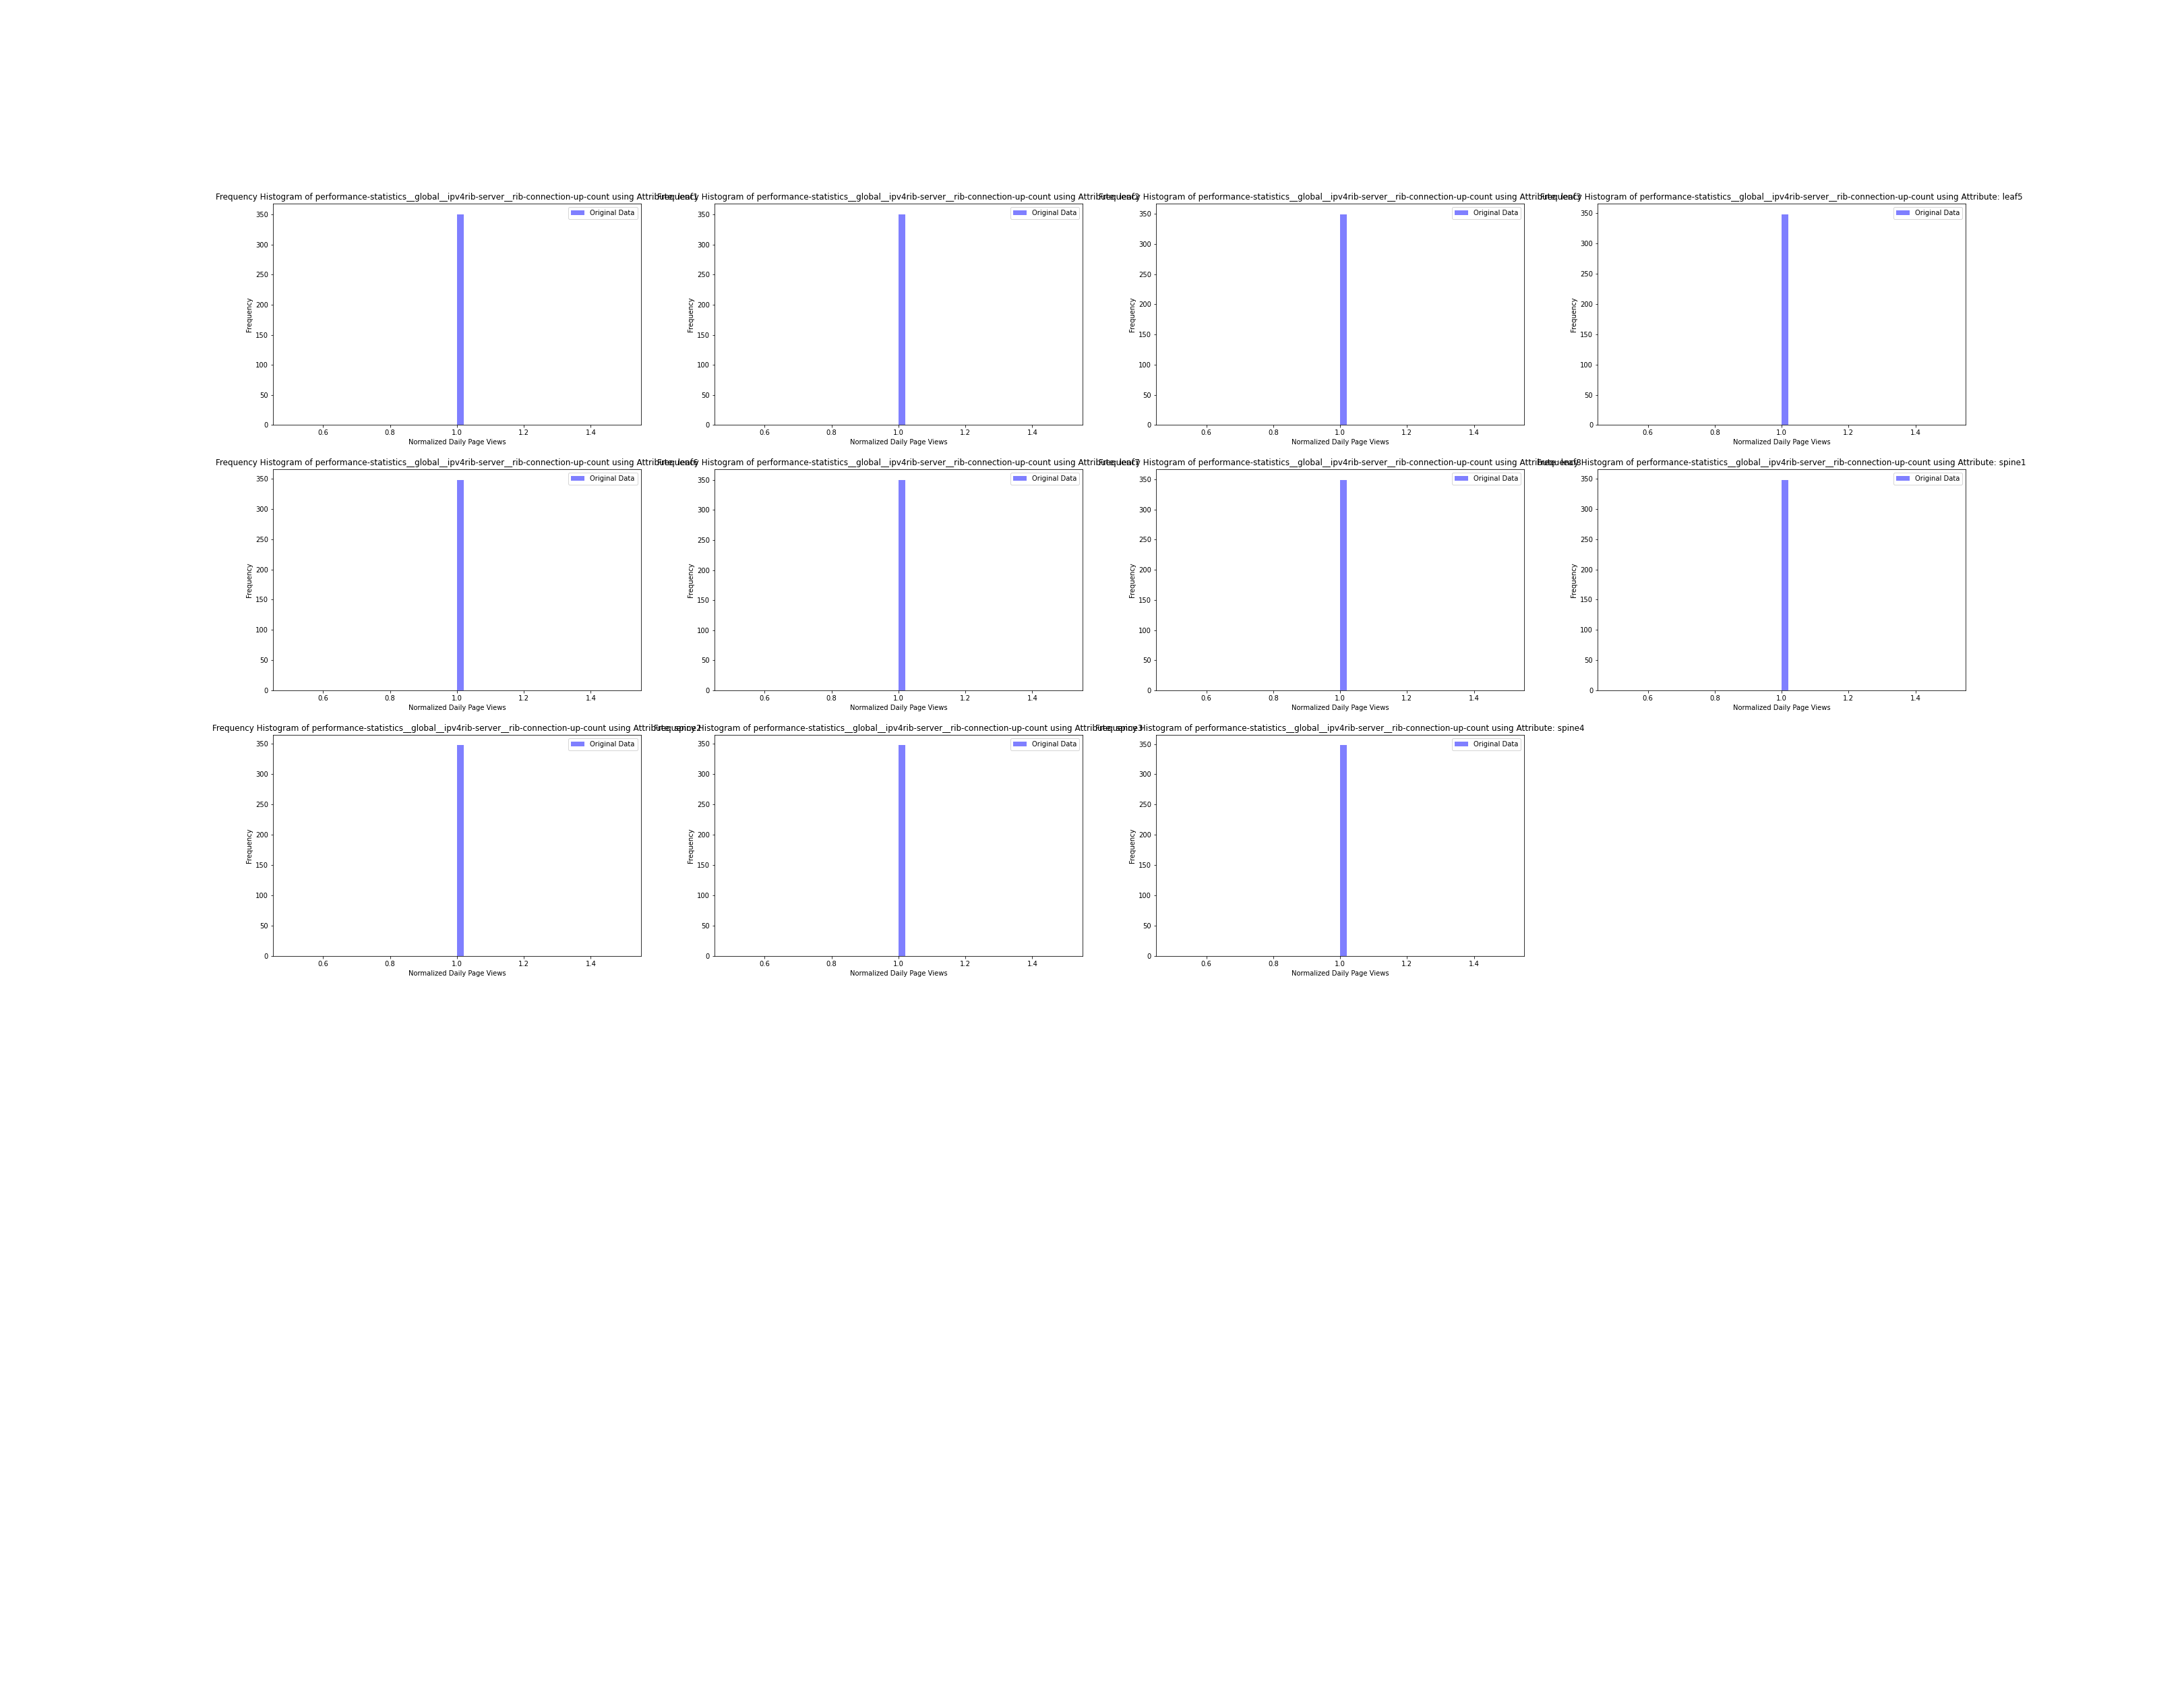 Frequency Histogram of performance-statistics__global__ipv4rib-server__rib-connection-up-count using Attribute: leaf1
Original Data
350
300
250
200
150
100
50
0
Frequency
0.6 0.8 1.0 1.2 1.4
Normalized Daily Page Views
Frequency Histogram of performance-statistics__global__ipv4rib-server__rib-connection-up-count using Attribute: leaf2
Original Data
350
300
250
200
150
100
50
0
Frequency
0.6 0.8 1.0 1.2 1.4
Normalized Daily Page Views
Frequency Histogram of performance-statistics__global__ipv4rib-server__rib-connection-up-count using Attribute: leaf3
Original Data
350
300
250
200
150
100
50
0
Frequency
0.6 0.8 1.0 1.2 1.4
Normalized Daily Page Views
Frequency Histogram of performance-statistics__global__ipv4rib-server__rib-connection-up-count using Attribute: leaf5
Original Data
350
300
250
200
150
100
50
0
Frequency
0.6 0.8 1.0 1.2 1.4
Normalized Daily Page Views
Frequency Histogram of performance-statistics__global__ipv4rib-server__rib-connection-up-count using Attribute: leaf6
Original Data
350
300
250
200
150
100
50
0
Frequency
0.6 0.8 1.0 1.2 1.4
Normalized Daily Page Views
Frequency Histogram of performance-statistics__global__ipv4rib-server__rib-connection-up-count using Attribute: leaf7
Original Data
350
300
250
200
150
100
50
0
Frequency
0.6 0.8 1.0 1.2 1.4
Normalized Daily Page Views
Frequency Histogram of performance-statistics__global__ipv4rib-server__rib-connection-up-count using Attribute: leaf8
Original Data
350
300
250
200
150
100
50
0
Frequency
0.6 0.8 1.0 1.2 1.4
Normalized Daily Page Views
Frequency Histogram of performance-statistics__global__ipv4rib-server__rib-connection-up-count using Attribute: spine1
Original Data
350
300
250
200
150
100
50
0
Frequency
0.6 0.8 1.0 1.2 1.4
Normalized Daily Page Views
Frequency Histogram of performance-statistics__global__ipv4rib-server__rib-connection-up-count using Attribute: spine2
Original Data
350
300
250
200
150
100
50
0
Frequency
0.6 0.8 1.0 1.2 1.4
Normalized Daily Page Views
Frequency Histogram of performance-statistics__global__ipv4rib-server__rib-connection-up-count using Attribute: spine3
Original Data
350
300
250
200
150
100
50
0
Frequency
0.6 0.8 1.0 1.2 1.4
Normalized Daily Page Views
Frequency Histogram of performance-statistics__global__ipv4rib-server__rib-connection-up-count using Attribute: spine4
Original Data
350
300
250
200
150
100
50
0
Frequency
0.6 0.8 1.0 1.2 1.4
Normalized Daily Page Views